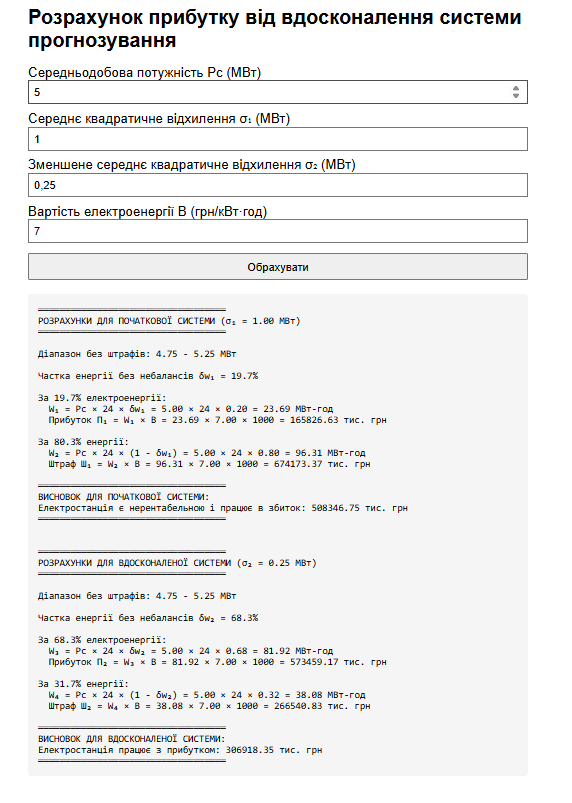 Розрахунок прибутку від вдосконалення системи
прогнозування
Середньодобова потужність Pc (МВт)
5
Середнє квадратичне відхилення σ₁ (МВт)
1
Зменшене середнє квадратичне відхилення σ₂ (МВт)
0,25
Вартість електроенергії В (грн/кВт·год)
7
Обрахувати
РОЗРАХУНКИ ДЛЯ ПОЧАТКОВОЇ СИСТЕМИ (σ₁ = 1.00 МВт)
Діапазон без штрафів: 4.75 - 5.25 МВт
Частка енергії без небалансів δw₁ = 19.7%
За 19.7% електроенергії:
W₁ = Pc × 24 × δw₁ = 5.00 × 24 × 0.20 = 23.69 МВт-год
Прибуток П₁ = W₁ × В = 23.69 × 7.00 × 1000 = 165826.63 тис. грн
За 80.3% енергії:
W₂ = Pc × 24 × (1 - δw₁) = 5.00 × 24 × 0.80 = 96.31 МВт-год
Штраф Ш₁ = W₂ × В = 96.31 × 7.00 × 1000 = 674173.37 тис. грн
ВИСНОВОК ДЛЯ ПОЧАТКОВОЇ СИСТЕМИ:
Електростанція є нерентабельною і працює в збиток: 508346.75 тис. грн
РОЗРАХУНКИ ДЛЯ ВДОСКОНАЛЕНОЇ СИСТЕМИ (σ₂ = 0.25 МВт)
Діапазон без штрафів: 4.75 - 5.25 МВт
Частка енергії без небалансів δw₂ = 68.3%
За 68.3% електроенергії:
W₃ = Pc × 24 × δw₂ = 5.00 × 24 × 0.68 = 81.92 МВт-год
Прибуток П₂ = W₃ × В = 81.92 × 7.00 × 1000 = 573459.17 тис. грн
За 31.7% енергії:
W₄ = Pc × 24 × (1 - δw₂) = 5.00 × 24 × 0.32 = 38.08 МВт-год
Штраф Ш₂ = W₄ × В = 38.08 × 7.00 × 1000 = 266540.83 тис. грн
ВИСНОВОК ДЛЯ ВДОСКОНАЛЕНОЇ СИСТЕМИ:
Електростанція працює з прибутком: 306918.35 тис. грн